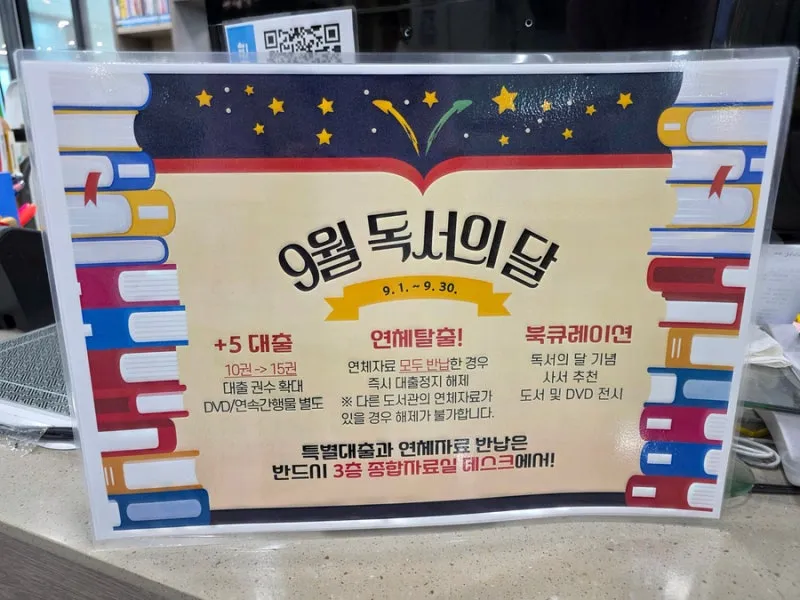 9월 독서의 달
9. 1. ~ 9. 30.
+5 대출
10권 -> 15권
대출 권수 확대
DVD/연속간행물 별도
연체탈출!
연체자료 모두 반납한 경우
즉시 대출정지 해제
※ 다른 도서관의 연체자료가
있을 경우 해제가 불가합니다.
북큐레이션
독서의 달 기념
사서 추천
도서 및 DVD 전시
특별대출과 연체자료 반납은
반드시 3층 종합자료실 데스크에서!